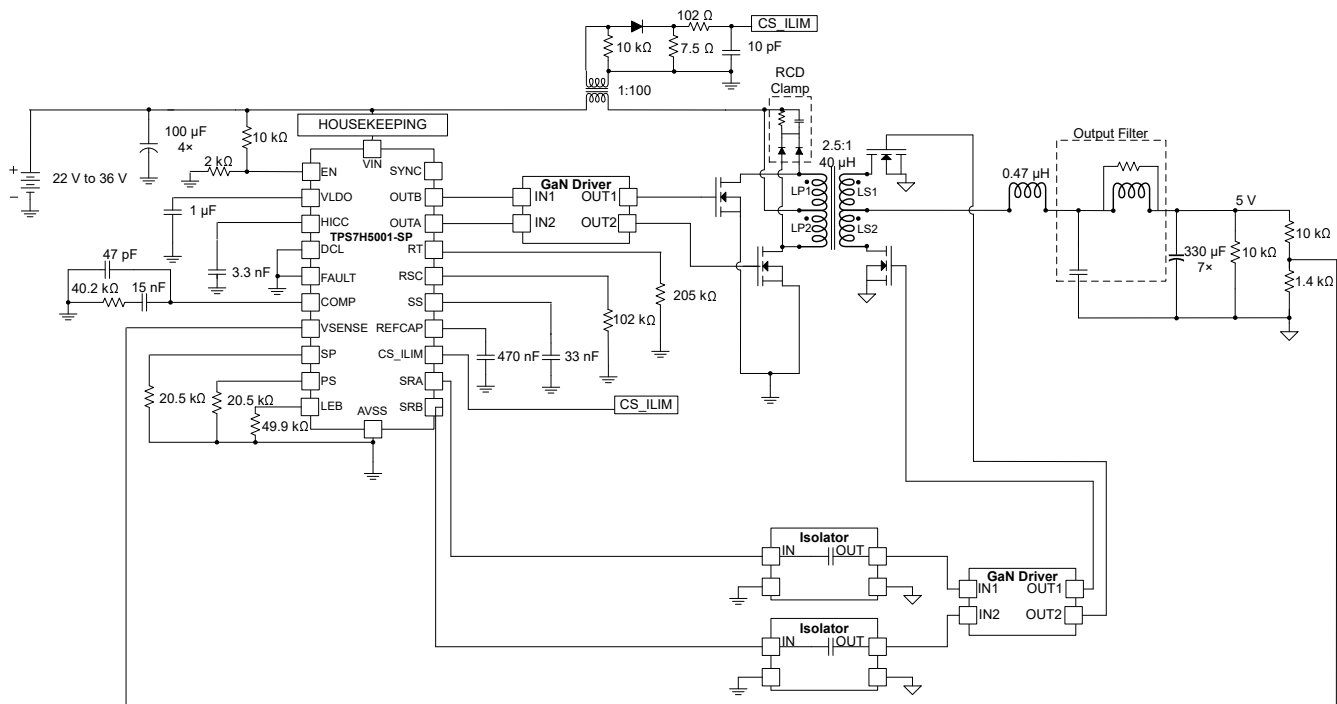 102 Ω
CS_ILIM
10 kΩ
7.5 Ω
10 pF
1:100
RCD
Clamp
HOUSEKEEPING
100 µF
4×
10 kΩ
2 kΩ
+
-
22 V to 36 V
1 µF
47 pF
40.2 kΩ
15 nF
3.3 nF
VIN
EN
VLDO
HICC
TPS7H5001-SP
DCL
FAULT
COMP
VSENSE
SP
PS
LEB
AVSS
SYNC
OUTB
OUTA
RT
RSC
SS
REFCAP
CS_ILIM
SRA
SRB
20.5 kΩ
20.5 kΩ
49.9 kΩ
GaN Driver
IN1
OUT1
IN2
OUT2
205 kΩ
102 kΩ
470 nF
33 nF
CS_ILIM
2.5:1
40 µH
LP1
LS1
LP2
LS2
0.47 µH
Output Filter
5 V
330 µF
7×
10 kΩ
10 kΩ
1.4 kΩ
Isolator
IN
OUT
Isolator
IN
OUT
GaN Driver
IN1
OUT1
IN2
OUT2